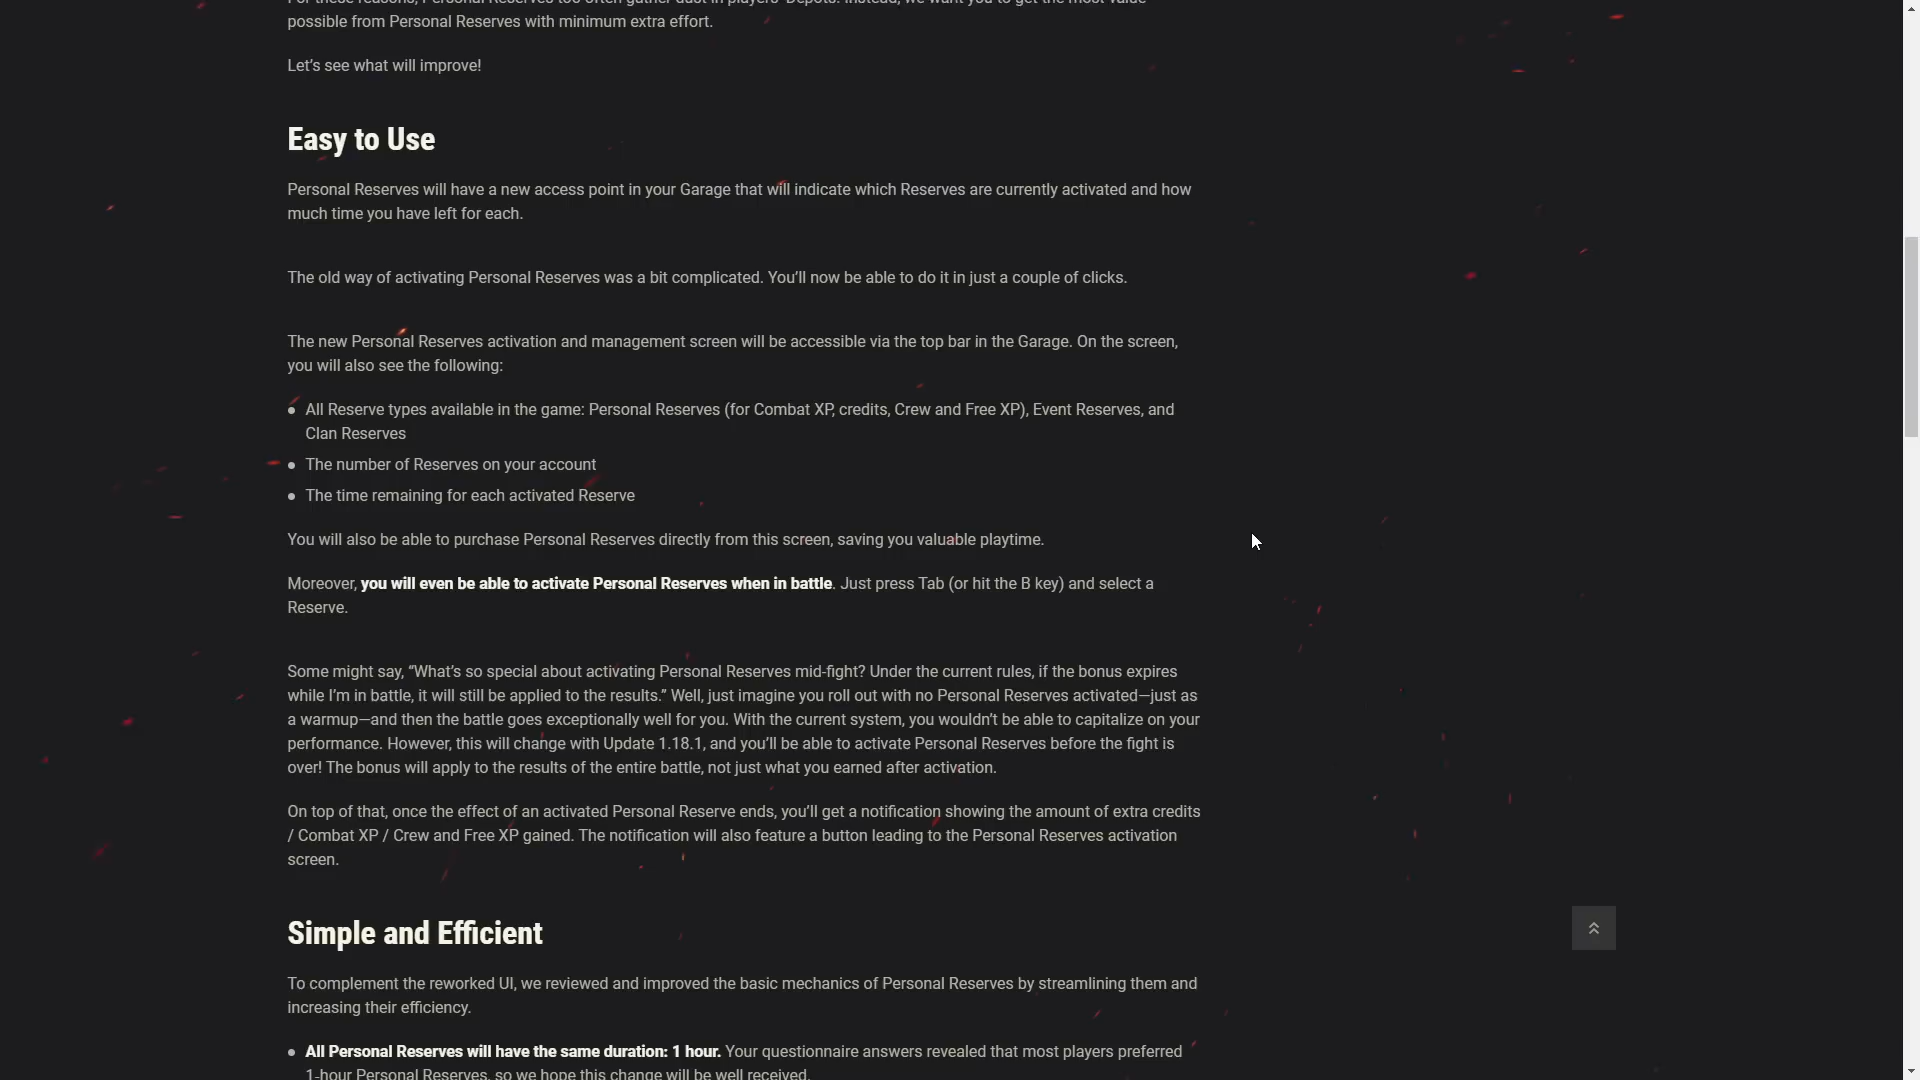 For these reasons, Personal Reserves too often gather dust in players' Depots. Instead, we want you to get the most value
possible from Personal Reserves with minimum extra effort.
Let’s see what will improve!
Easy to Use
Personal Reserves will have a new access point in your Garage that will indicate which Reserves are currently activated and how
much time you have left for each.
The old way of activating Personal Reserves was a bit complicated. You’ll now be able to do it in just a couple of clicks.
The new Personal Reserves activation and management screen will be accessible via the top bar in the Garage. On the screen,
you will also see the following:
All Reserve types available in the game: Personal Reserves (for Combat XP, credits, Crew and Free XP), Event Reserves, and
Clan Reserves
The number of Reserves on your account
The time remaining for each activated Reserve
You will also be able to purchase Personal Reserves directly from this screen, saving you valuable playtime.
Moreover, you will even be able to activate Personal Reserves when in battle. Just press Tab (or hit the B key) and select a
Reserve.
Some might say, “What’s so special about activating Personal Reserves mid-fight? Under the current rules, if the bonus expires
while I’m in battle, it will still be applied to the results.” Well, just imagine you roll out with no Personal Reserves activated—just as
a warmup—and then the battle goes exceptionally well for you. With the current system, you wouldn’t be able to capitalize on your
performance. However, this will change with Update 1.18.1, and you’ll be able to activate Personal Reserves before the fight is
over! The bonus will apply to the results of the entire battle, not just what you earned after activation.
On top of that, once the effect of an activated Personal Reserve ends, you’ll get a notification showing the amount of extra credits
/ Combat XP / Crew and Free XP gained. The notification will also feature a button leading to the Personal Reserves activation
screen.
Simple and Efficient
To complement the reworked UI, we reviewed and improved the basic mechanics of Personal Reserves by streamlining them and
increasing their efficiency.
All Personal Reserves will have the same duration: 1 hour. Your questionnaire answers revealed that most players preferred
1-hour Personal Reserves, so we hope this change will be well received.